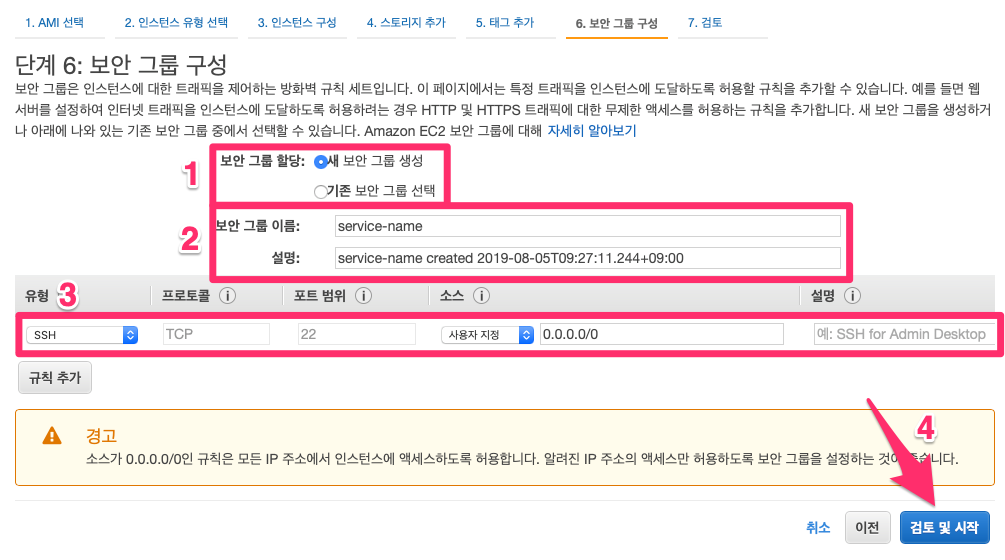 1. AMI 선택 2. 인스턴스 유형 선택 3. 인스턴스 구성 4. 스토리지 추가 5. 태그 추가 6. 보안 그룹 구성 7. 검토
단계 6: 보안 그룹 구성
보안 그룹은 인스턴스에 대한 트래픽을 제어하는 방화벽 규칙 세트입니다. 이 페이지에서는 특정 트래픽을 인스턴스에 도달하도록 허용할 규칙을 추가할 수 있습니다. 예를 들면 웹
서버를 설정하여 인터넷 트래픽을 인스턴스에 도달하도록 허용하려는 경우 HTTP 및 HTTPS 트래픽에 대한 무제한 액세스를 허용하는 규칙을 추가합니다. 새 보안 그룹을 생성하거
나 아래에 나와 있는 기존 보안 그룹 중에서 선택할 수 있습니다. Amazon EC2 보안 그룹에 대해 자세히 알아보기
1
보안 그룹 할당: 새 보안 그룹 생성
기존 보안 그룹 선택
2
보안 그룹 이름: service-name
설명: service-name created 2019-08-05T09:27:11.244+09:00
3
유형 프로토콜 i 포트 범위 i 소스 i 설명 i
SSH TCP 22 사용자 지정 0.0.0.0/0 예: SSH for Admin Desktop
규칙 추가
경고
소스가 0.0.0.0/0인 규칙은 모든 IP 주소에서 인스턴스에 액세스하도록 허용합니다. 알려진 IP 주소의 액세스만 허용하도록 보안 그룹을 설정하는 것이 좋습니다.
4
취소 이전 검토 및 시작